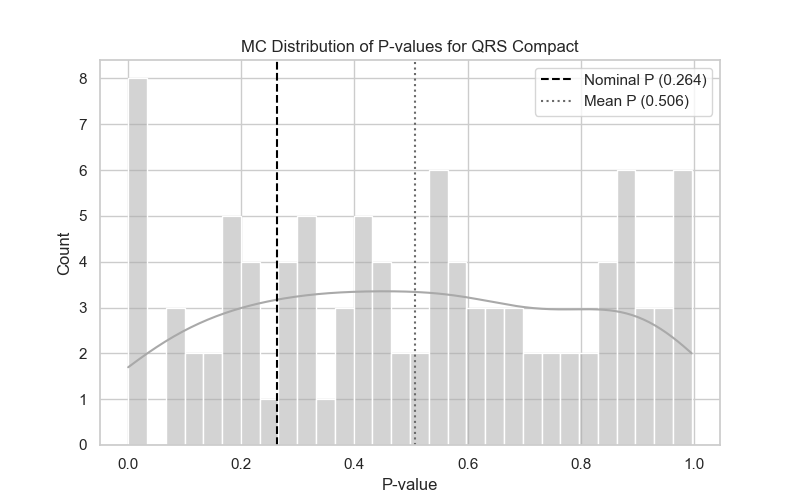 MC Distribution of P-values for QRS Compact
Nominal P (0.264)
Mean P (0.506)
Count
8
7
6
5
4
3
2
1
0
0.0 0.2 0.4 0.6 0.8 1.0
P-value